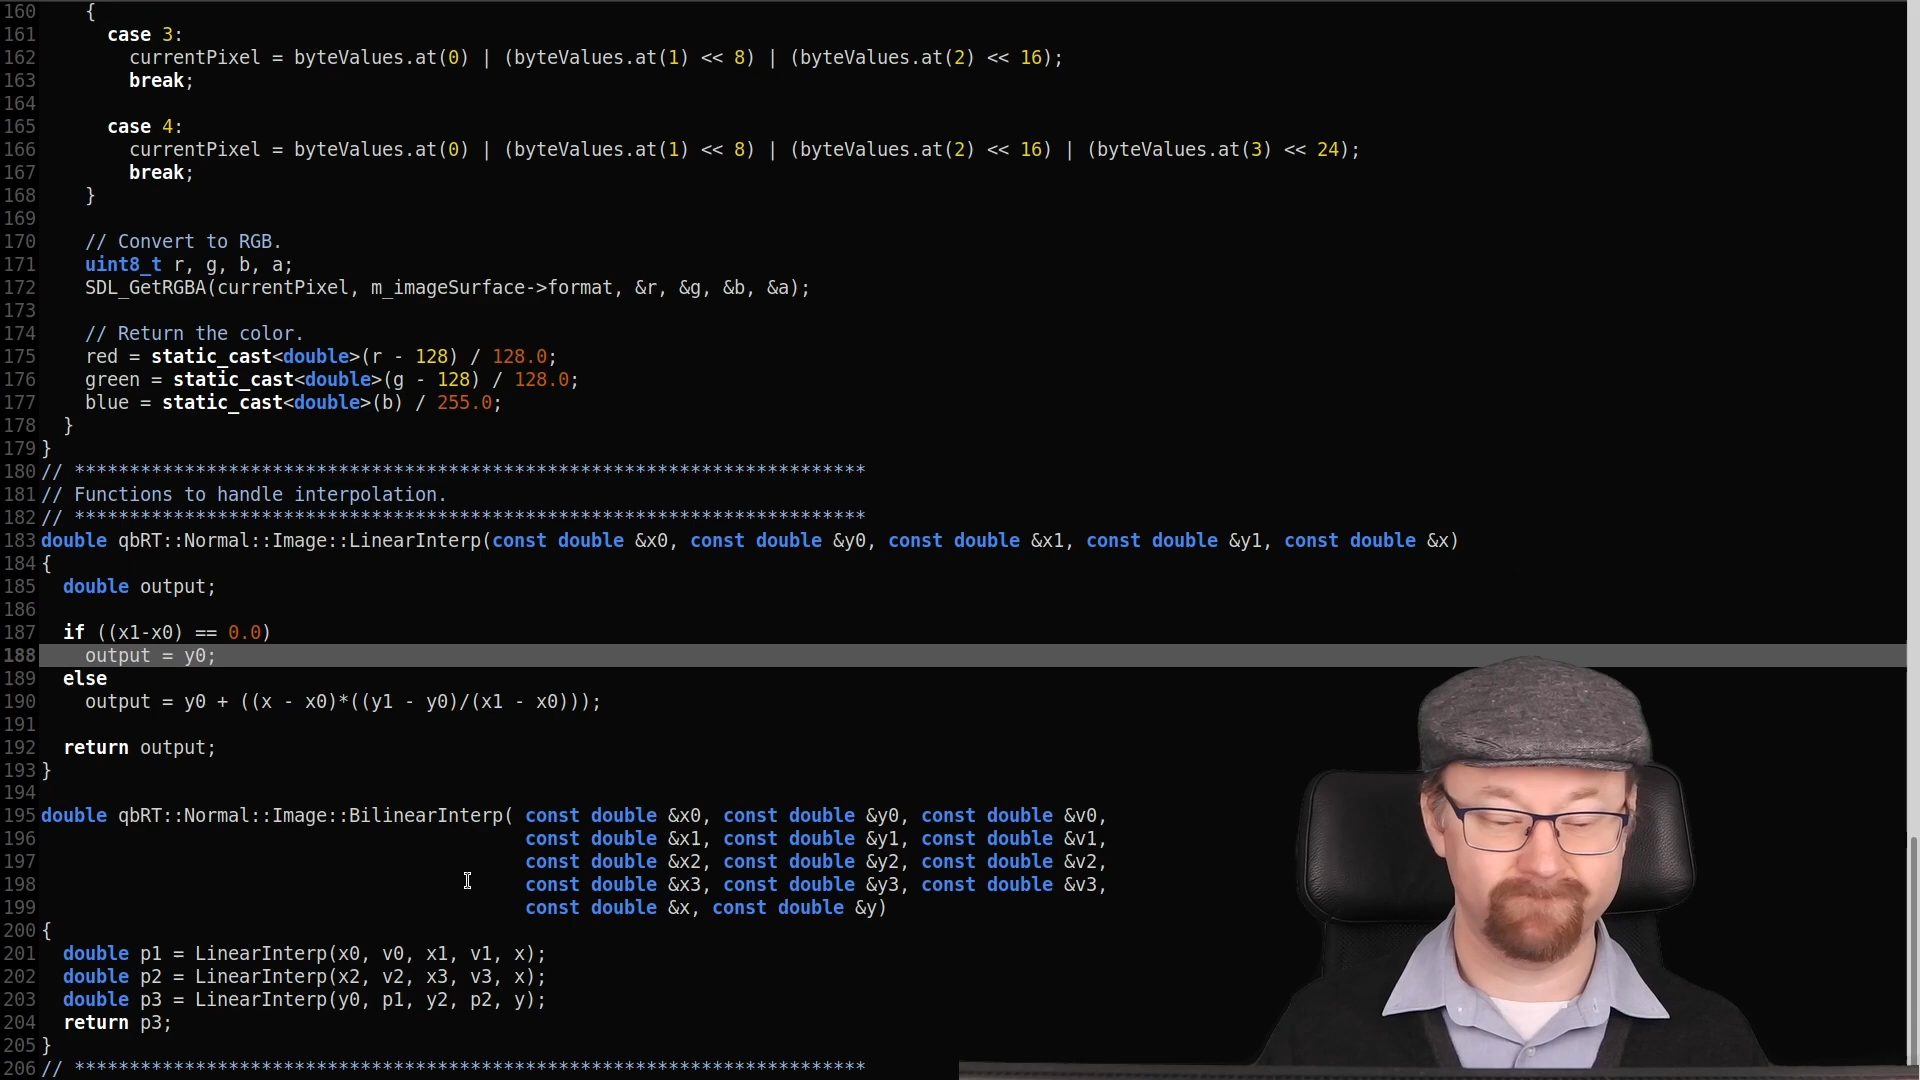 160     {
161       case 3:
162         currentPixel = byteValues.at(0) | (byteValues.at(1) << 8) | (byteValues.at(2) << 16);
163         break;
164
165       case 4:
166         currentPixel = byteValues.at(0) | (byteValues.at(1) << 8) | (byteValues.at(2) << 16) | (byteValues.at(3) << 24);
167         break;
168     }
169
170     // Convert to RGB.
171     uint8_t r, g, b, a;
172     SDL_GetRGBA(currentPixel, m_imageSurface->format, &r, &g, &b, &a);
173
174     // Return the color.
175     red = static_cast<double>(r - 128) / 128.0;
176     green = static_cast<double>(g - 128) / 128.0;
177     blue = static_cast<double>(b) / 255.0;
178   }
179 }
180 // ************************************************************************
181 // Functions to handle interpolation.
182 // ************************************************************************
183 double qbRT::Normal::Image::LinearInterp(const double &x0, const double &y0, const double &x1, const double &y1, const double &x)
184 {
185   double output;
186
187   if ((x1-x0) == 0.0)
188     output = y0;
189   else
190     output = y0 + ((x - x0)*((y1 - y0)/(x1 - x0)));
191
192   return output;
193 }
194
195 double qbRT::Normal::Image::BilinearInterp( const double &x0, const double &y0, const double &v0,
196                                             const double &x1, const double &y1, const double &v1,
197                                             const double &x2, const double &y2, const double &v2,
198                                             const double &x3, const double &y3, const double &v3,
199                                             const double &x, const double &y)
200 {
201   double p1 = LinearInterp(x0, v0, x1, v1, x);
202   double p2 = LinearInterp(x2, v2, x3, v3, x);
203   double p3 = LinearInterp(y0, p1, y2, p2, y);
204   return p3;
205 }
206 // ************************************************************************